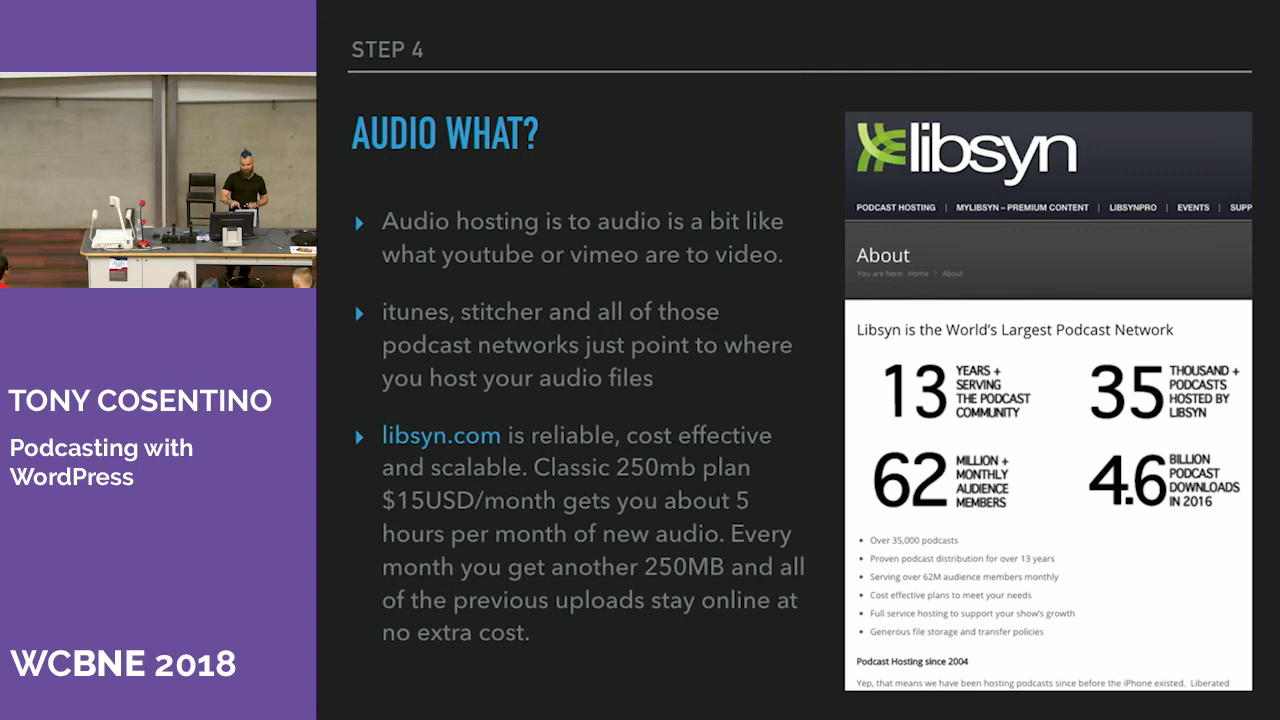 STEP 4
AUDIO WHAT?
Audio hosting is to audio is a bit like
what youtube or vimeo are to video.
itunes, stitcher and all of those
podcast networks just point to where
you host your audio files
libsyn.com is reliable, cost effective
and scalable. Classic 250mb plan
$15USD/month gets you about 5
hours per month of new audio. Every
month you get another 250MB and all
of the previous uploads stay online at
no extra cost.
libsyn
PODCAST HOSTING | MYLIBSYN – PREMIUM CONTENT | LIBSYNPRO | EVENTS | SUPP
About
You are here: Home > About
Libsyn is the World's Largest Podcast Network
13
YEARS +
SERVING
THE PODCAST
COMMUNITY
35
THOUSAND +
PODCASTS
HOSTED BY
LIBSYN
62
MILLION +
MONTHLY
AUDIENCE
MEMBERS
4.6
BILLION
PODCAST
DOWNLOADS
IN 2016
Over 35,000 podcasts
Proven podcast distribution for over 13 years
Serving over 62M audience members monthly
Cost effective plans to meet your needs
Full service hosting to support your show's growth
Generous file storage and transfer policies
Podcast Hosting since 2004
Yep, that means we have been hosting podcasts since before the iPhone existed. Liberated
TONY COSENTINO
Podcasting with
WordPress
WCBNE 2018